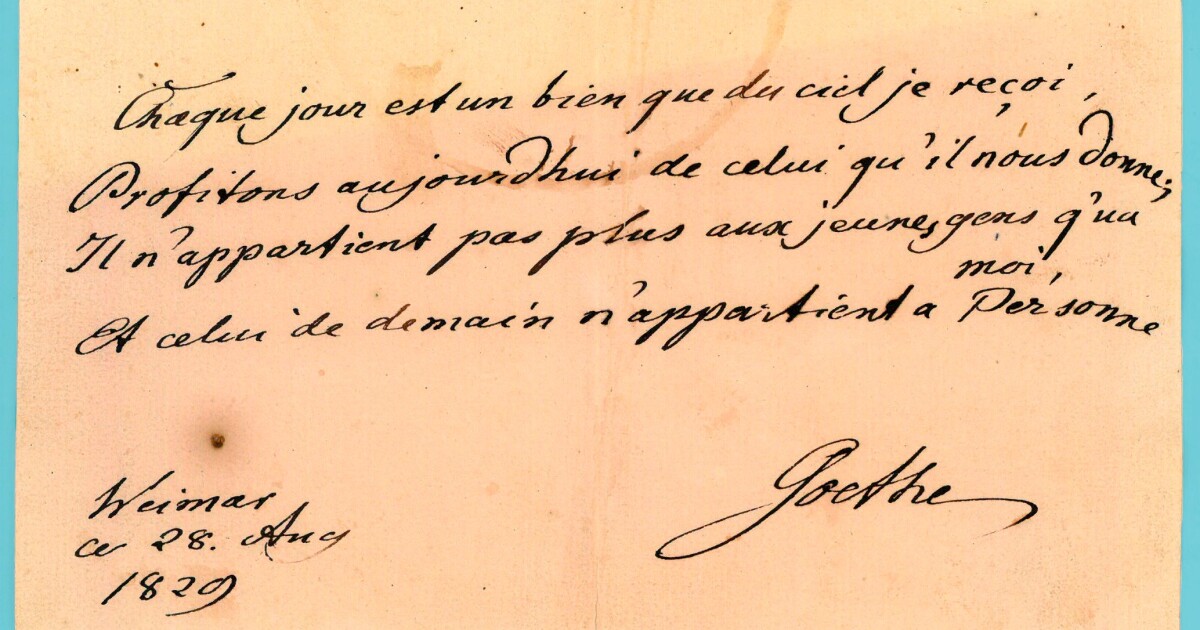 Chaque jour est un bien que du ciel je reçoi,
Profitons aujourdhui de celui qu'il nous donne;
Il n'appartient pas plus aux jeunes gens qu'ua
moi,
Et celui de demain n'appartient a Personne
Weimar
ce 28. Aug
1829
Goethe